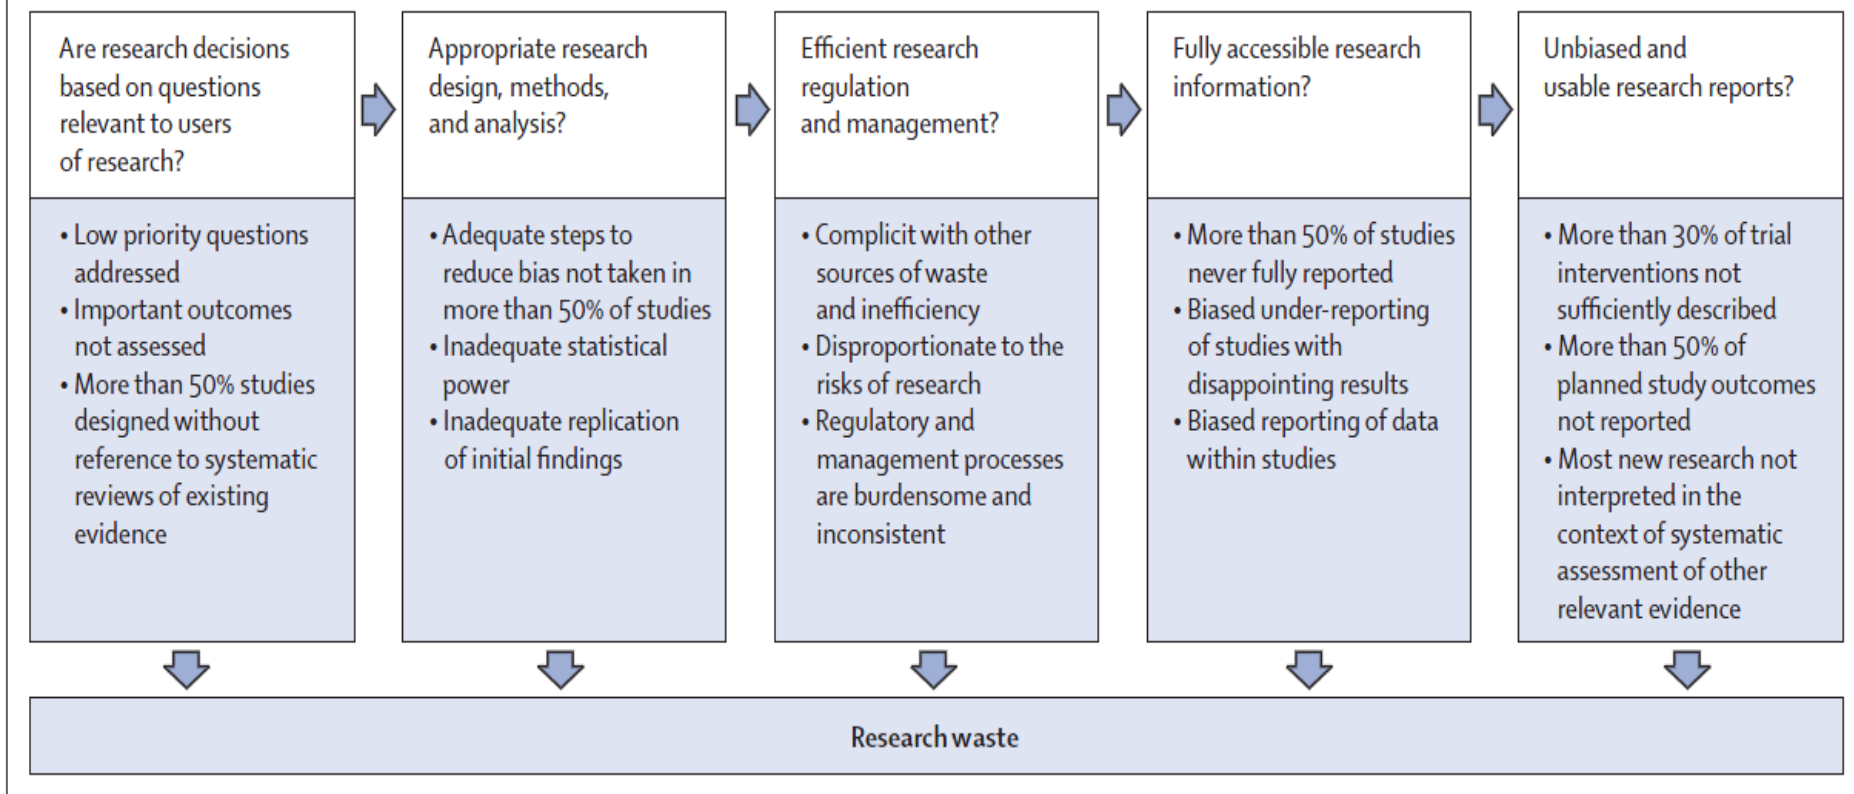 Are research decisions
based on questions
relevant to users
of research?
• Low priority questions
addressed
• Important outcomes
not assessed
• More than 50% studies
designed without
reference to systematic
reviews of existing
evidence
Appropriate research
design, methods,
and analysis?
• Adequate steps to
reduce bias not taken in
more than 50% of studies
• Inadequate statistical
power
• Inadequate replication
of initial findings
Efficient research
regulation
and management?
• Complicit with other
sources of waste
and inefficiency
• Disproportionate to the
risks of research
• Regulatory and
management processes
are burdensome and
inconsistent
Fully accessible research
information?
• More than 50% of studies
never fully reported
• Biased under-reporting
of studies with
disappointing results
• Biased reporting of data
within studies
Unbiased and
usable research reports?
• More than 30% of trial
interventions not
sufficiently described
• More than 50% of
planned study outcomes
not reported
• Most new research not
interpreted in the
context of systematic
assessment of other
relevant evidence
Research waste